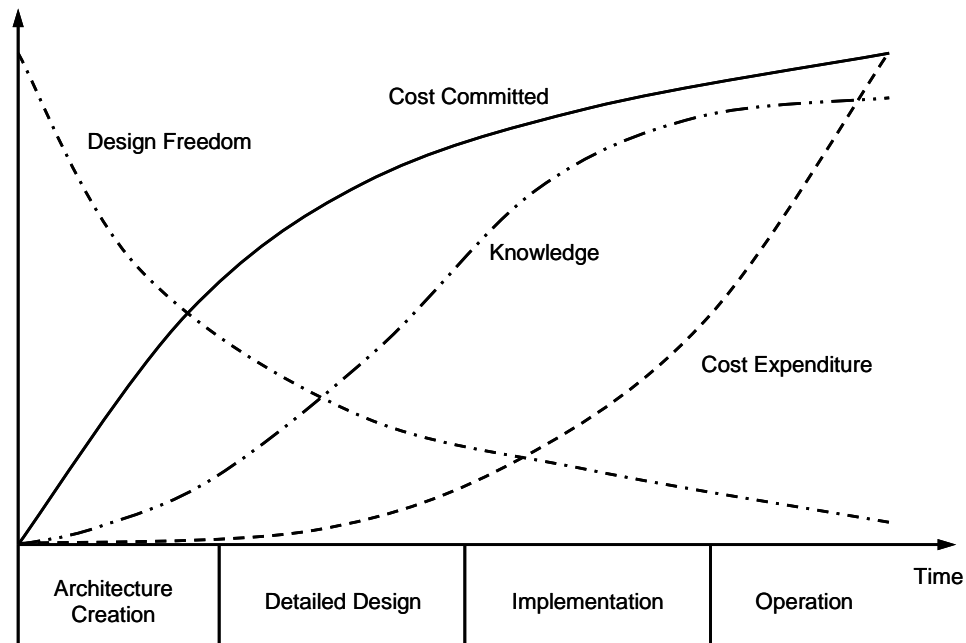 Cost Committed
Design Freedom
Knowledge
Cost Expenditure
Time
Architecture
Creation
Detailed Design
Implementation
Operation